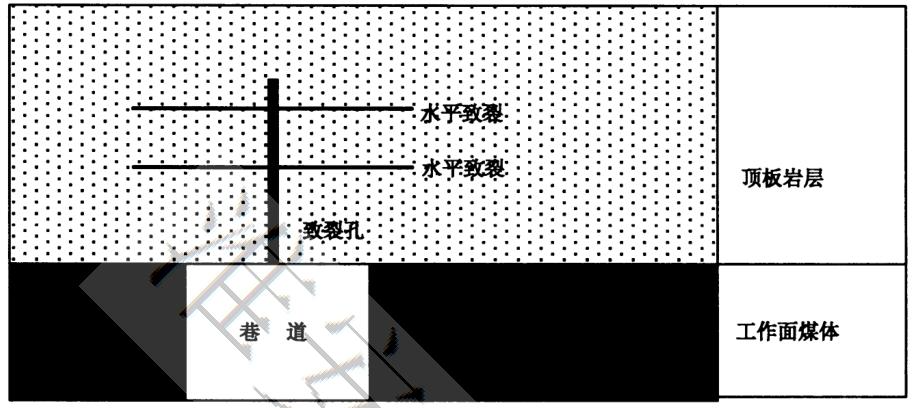 水平致裂
水平致裂
顶板岩层
致裂孔
巷 道
工作面煤体